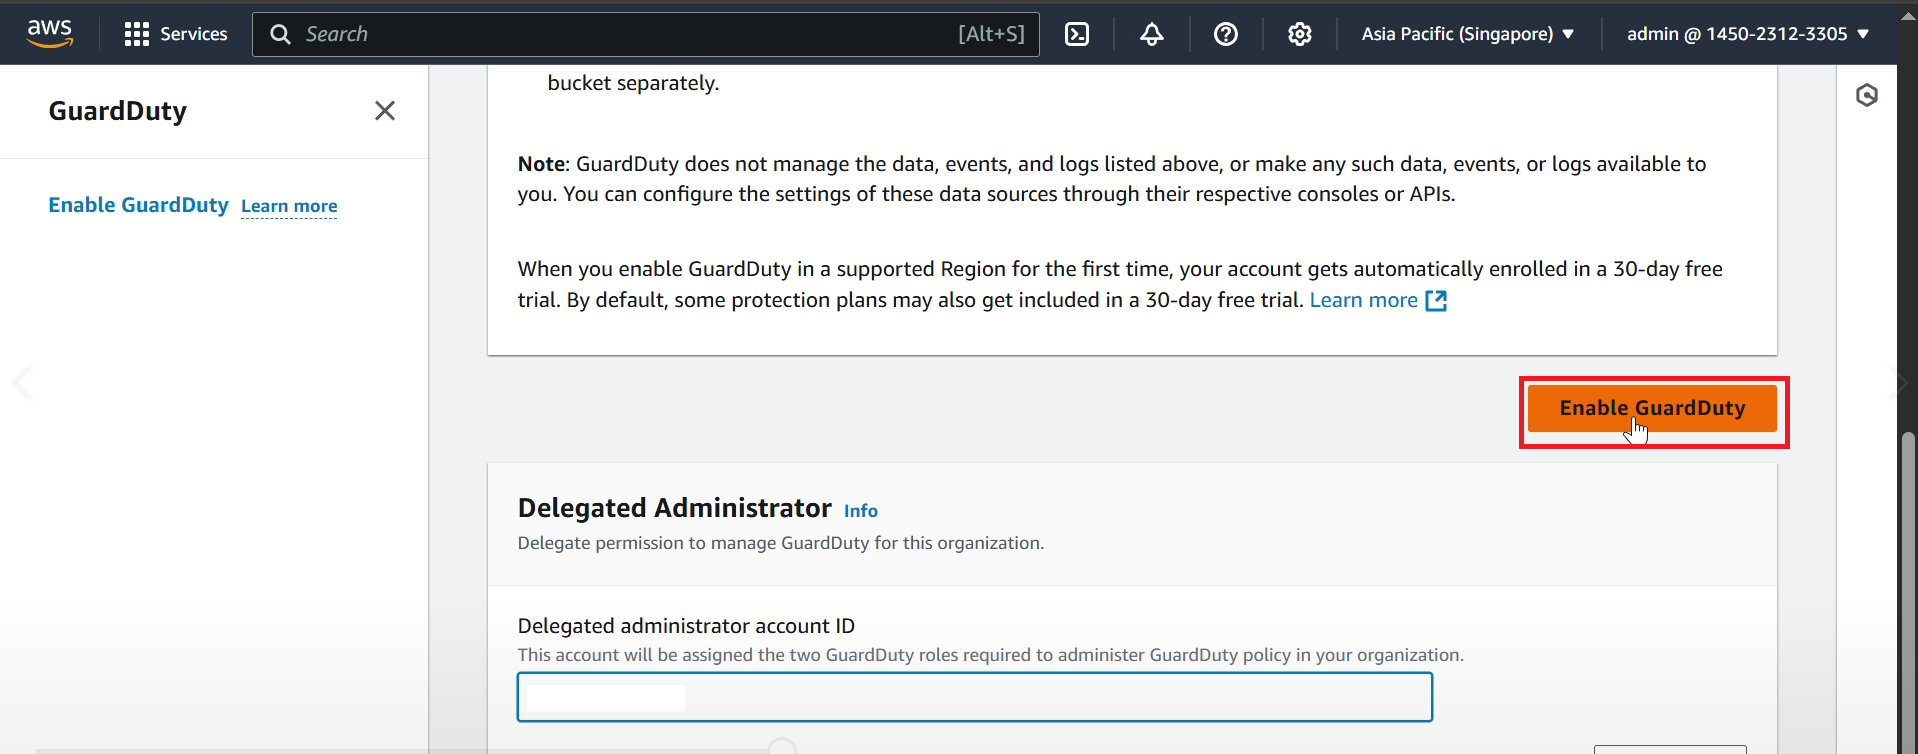 aws
Services
Search
[Alt+S]
Asia Pacific (Singapore)
admin @ 1450-2312-3305
GuardDuty
Enable GuardDuty Learn more
bucket separately.
Note: GuardDuty does not manage the data, events, and logs listed above, or make any such data, events, or logs available to
you. You can configure the settings of these data sources through their respective consoles or APIs.
When you enable GuardDuty in a supported Region for the first time, your account gets automatically enrolled in a 30-day free
trial. By default, some protection plans may also get included in a 30-day free trial. Learn more
Enable GuardDuty
Delegated Administrator Info
Delegate permission to manage GuardDuty for this organization.
Delegated administrator account ID
This account will be assigned the two GuardDuty roles required to administer GuardDuty policy in your organization.